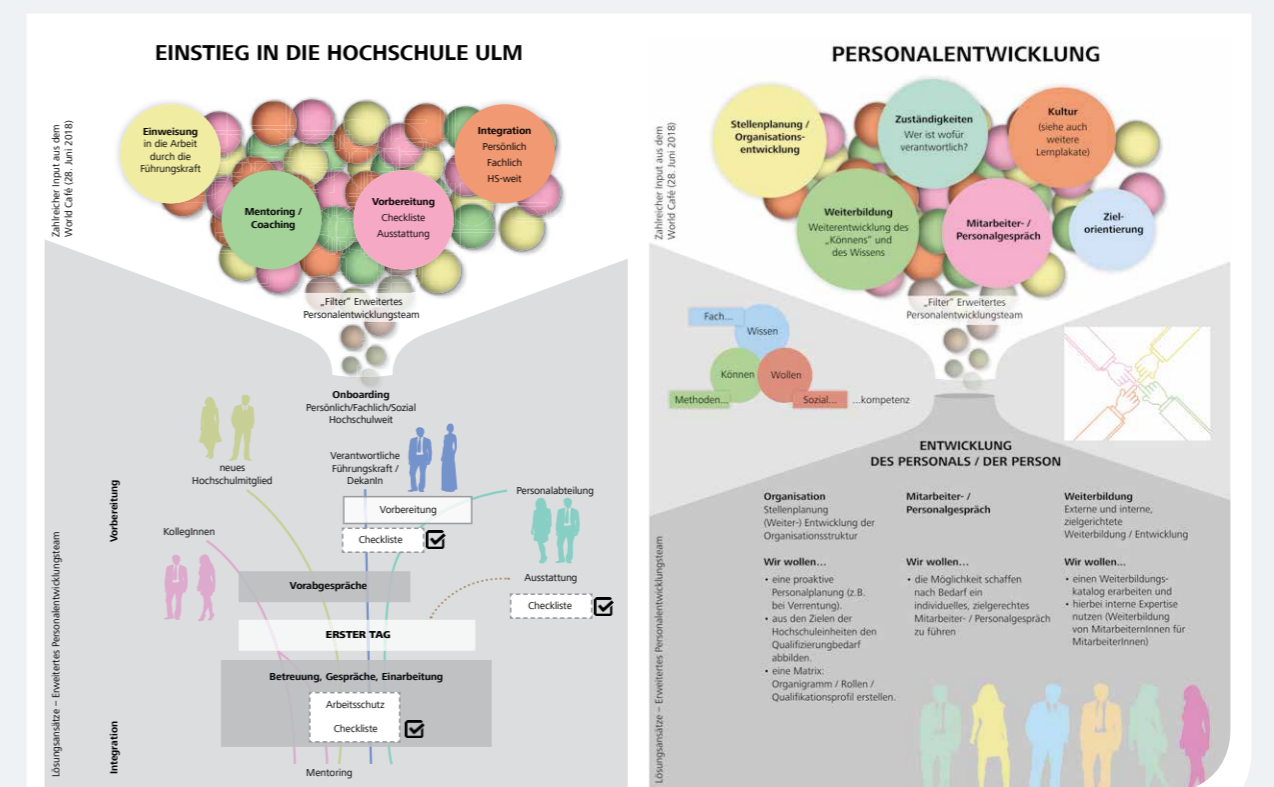 EINSTIEG IN DIE HOCHSCHULE ULM
Zahlreicher Input aus dem
World Café (28. Juni 2018)
Einweisung
in die Arbeit
durch die
Führungskraft
Mentoring /
Coaching
Vorbereitung
Checkliste
Ausstattung
Integration
Persönlich
Fachlich
HS-weit
„Filter“ Erweitertes
Personalentwicklungsteam
Onboarding
Persönlich/Fachlich/Sozial
Hochschulweit
neues
Hochschulmitglied
Verantwortliche
Führungskraft /
DekanIn
Personalabteilung
Vorbereitung
Vorbereitung
Checkliste
KollegInnen
Vorabgespräche
Ausstattung
Checkliste
ERSTER TAG
Betreuung, Gespräche, Einarbeitung
Arbeitsschutz
Checkliste
Mentoring
Integration
Lösungsansätze – Erweitertes Personalentwicklungsteam
PERSONALENTWICKLUNG
Zahlreicher Input aus dem
World Café (28. Juni 2018)
Stellenplanung /
Organisations-
entwicklung
Zuständigkeiten
Wer ist wofür
verantwortlich?
Kultur
(siehe auch
weitere
Lernplakate)
Weiterbildung
Weiterentwicklung des
„Könnens“ und
des Wissens
Mitarbeiter- /
Personalgespräch
Ziel-
orientierung
„Filter“ Erweitertes
Personalentwicklungsteam
Fach...
Wissen
Können
Wollen
Methoden...
Sozial...
...kompetenz
ENTWICKLUNG
DES PERSONALS / DER PERSON
Organisation
Stellenplanung
(Weiter-) Entwicklung der
Organisationsstruktur
Wir wollen…
• eine proaktive
Personalplanung (z.B.
bei Verrentung).
• aus den Zielen der
Hochschuleinheiten den
Qualifizierungbedarf
abbilden.
• eine Matrix:
Organigramm / Rollen /
Qualifikationsprofil erstellen.
Mitarbeiter- /
Personalgespräch
Wir wollen…
• die Möglichkeit schaffen
nach Bedarf ein
individuelles, zielgerechtes
Mitarbeiter- / Personalgespräch
zu führen
Weiterbildung
Externe und interne,
zielgerichtete
Weiterbildung / Entwicklung
Wir wollen...
• einen Weiterbildungs-
katalog erarbeiten und
• hierbei interne Expertise
nutzen (Weiterbildung
von MitarbeiternInnen für
MitarbeiterInnen)
Lösungsansätze – Erweitertes Personalentwicklungsteam